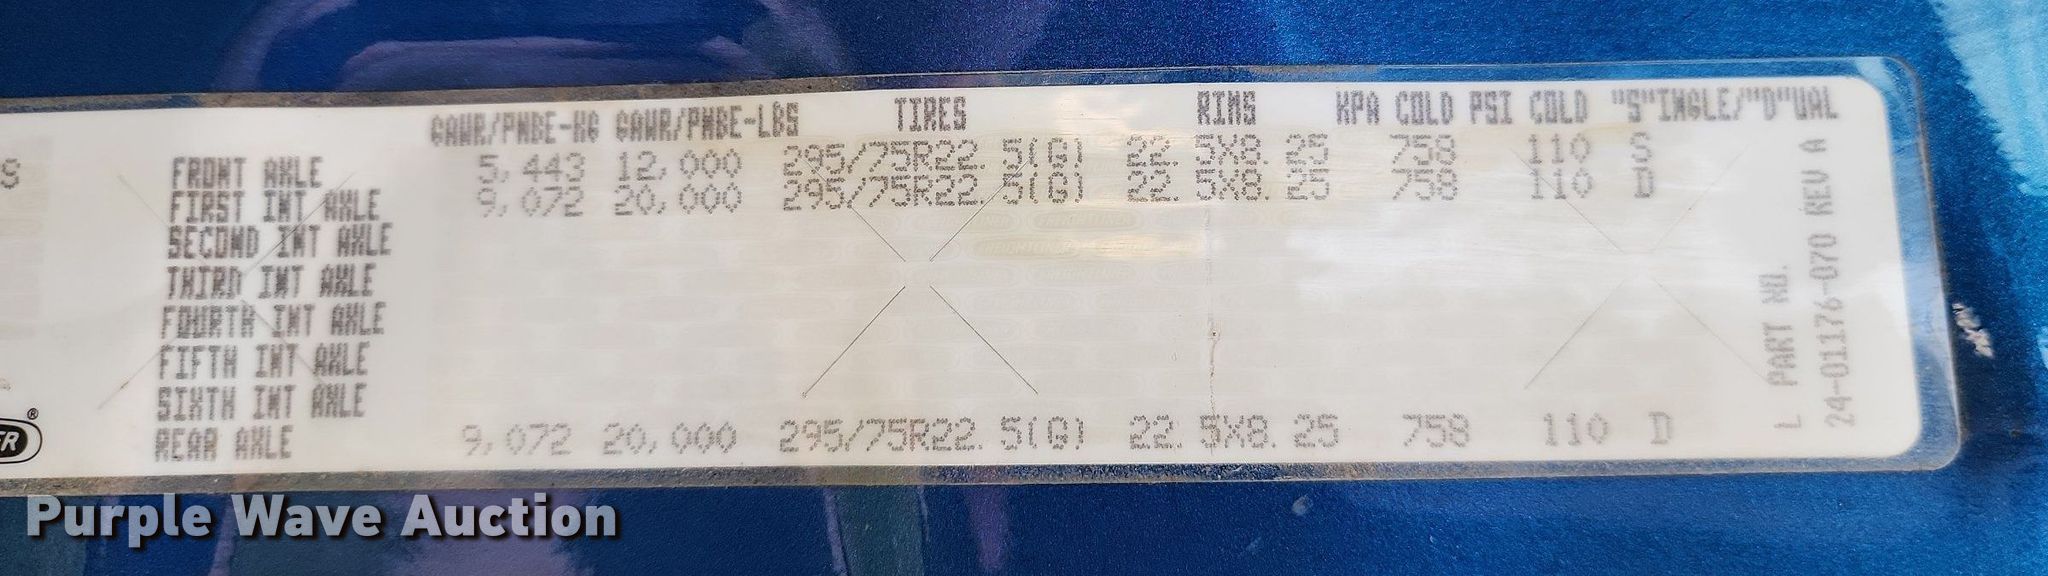 GAWR/PNBE-KG GAWR/PNBE-LBS TIRES RIMS KPA COLD PSI COLD "S"INGLE/"D"UAL
FRONT AXLE 5,443 12,000 295/75R22.5(G) 22.5X8.25 758 110 S
FIRST INT AXLE 9,072 20,000 295/75R22.5(G) 22.5X8.25 758 110 D
SECOND INT AXLE
THIRD INT AXLE
FOURTH INT AXLE
FIFTH INT AXLE
SIXTH INT AXLE
REAR AXLE 9,072 20,000 295/75R22.5(G) 22.5X8.25 758 110 D
L PART NO.
24-01176-070 REV A
S
ER®
Purple Wave Auction